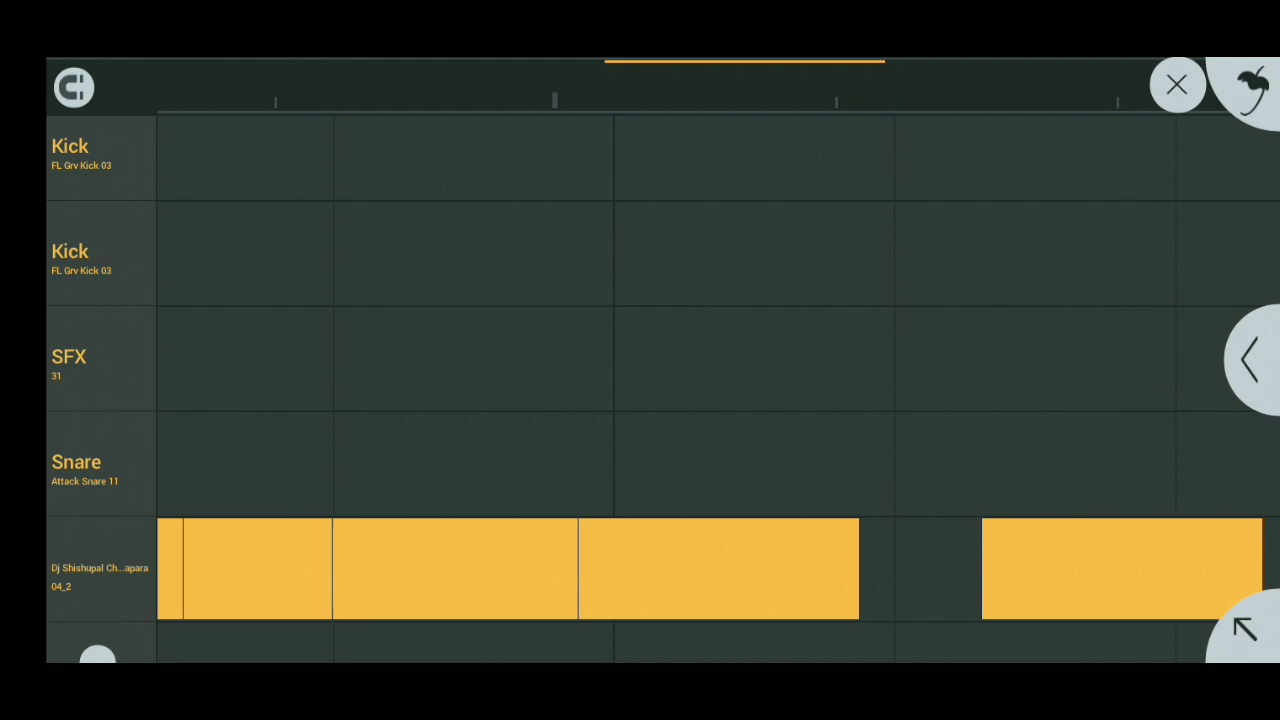 Kick
FL Grv Kick 03
Kick
FL Grv Kick 03
SFX
31
Snare
Attack Snare 11
Dj Shishupal Ch...apara
04_2